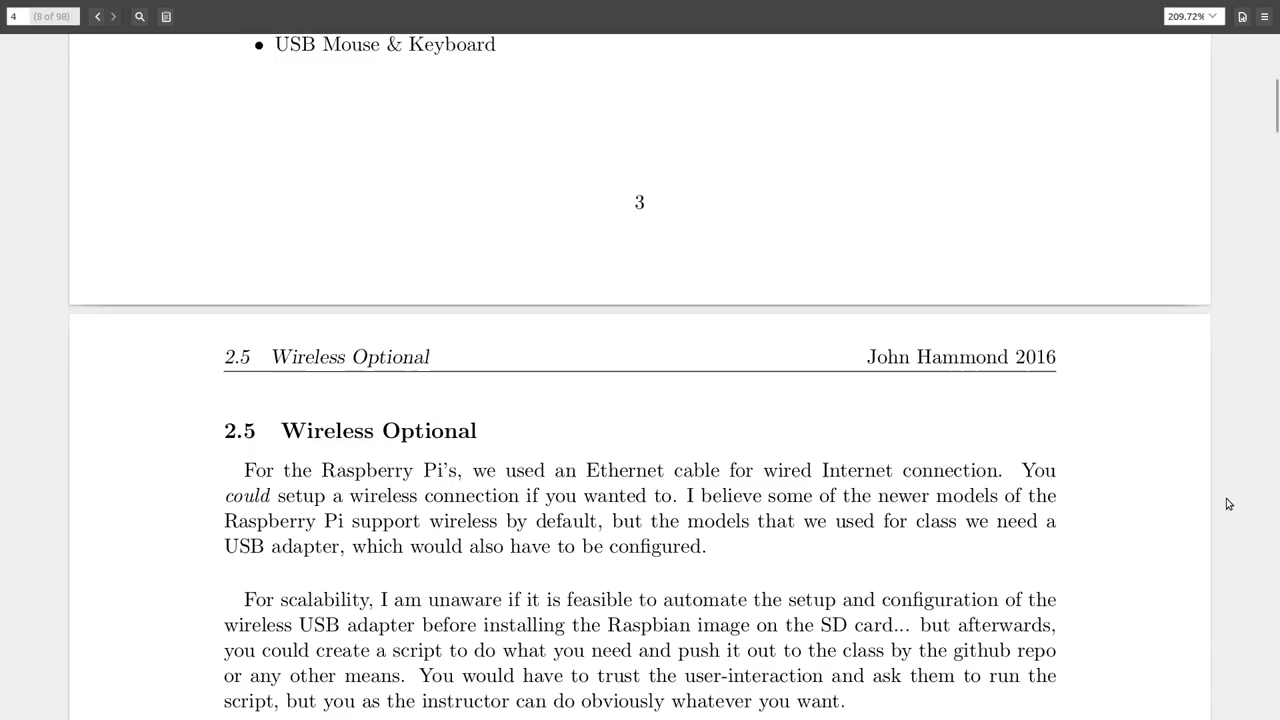 4 (8 of 98) 209.72%
• USB Mouse & Keyboard
3
2.5 Wireless Optional John Hammond 2016
2.5 Wireless Optional
For the Raspberry Pi's, we used an Ethernet cable for wired Internet connection. You
could setup a wireless connection if you wanted to. I believe some of the newer models of the
Raspberry Pi support wireless by default, but the models that we used for class we need a
USB adapter, which would also have to be configured.
For scalability, I am unaware if it is feasible to automate the setup and configuration of the
wireless USB adapter before installing the Raspbian image on the SD card... but afterwards,
you could create a script to do what you need and push it out to the class by the github repo
or any other means. You would have to trust the user-interaction and ask them to run the
script, but you as the instructor can do obviously whatever you want.